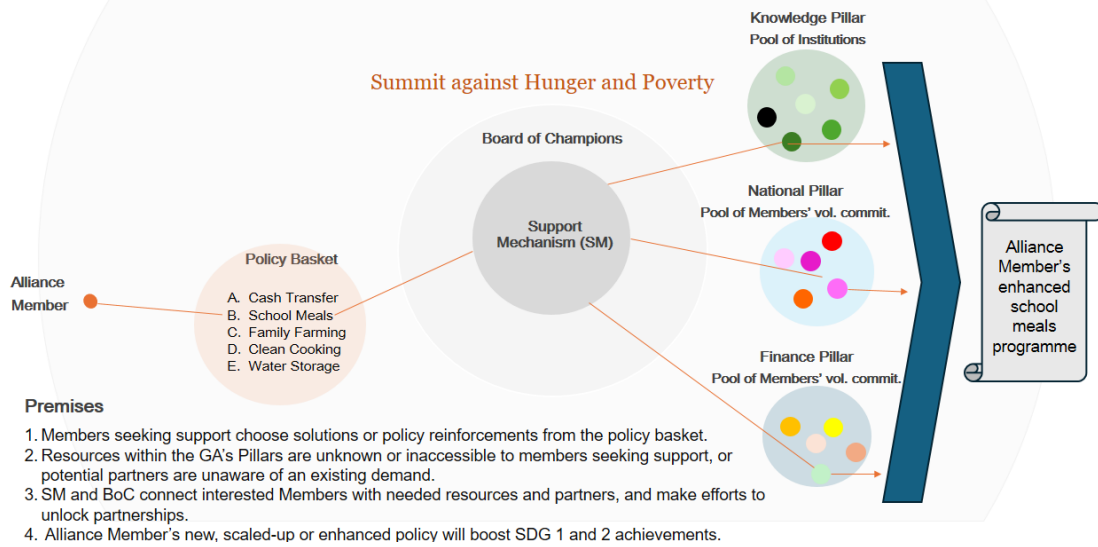 Knowledge Pillar
Pool of Institutions
Summit against Hunger and Poverty
Board of Champions
Support
Mechanism (SM)
National Pillar
Pool of Members' vol. commit.
Policy Basket
A. Cash Transfer
B. School Meals
C. Family Farming
D. Clean Cooking
E. Water Storage
Alliance
Member
Finance Pillar
Pool of Members' vol. commit.
Alliance
Member's
enhanced
school
meals
programme
Premises
1. Members seeking support choose solutions or policy reinforcements from the policy basket.
2. Resources within the GA's Pillars are unknown or inaccessible to members seeking support, or
potential partners are unaware of an existing demand.
3. SM and BoC connect interested Members with needed resources and partners, and make efforts to
unlock partnerships.
4. Alliance Member's new, scaled-up or enhanced policy will boost SDG 1 and 2 achievements.